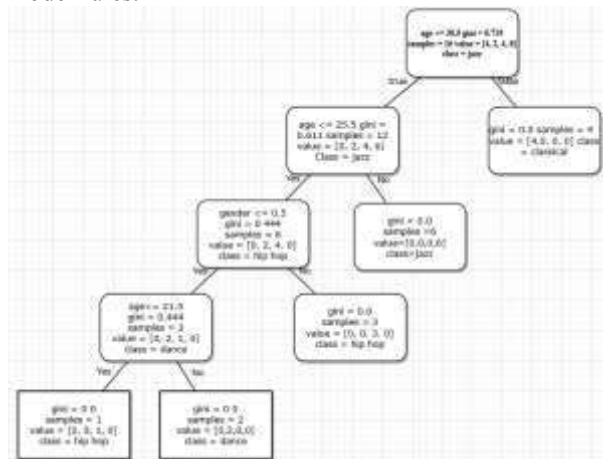 age <= 30.5 gini = 0.719
samples = 16 value = [4, 2, 4, 6]
class = jazz
True
False
age <= 25.5 gini =
0.611 samples = 12
value = [0, 2, 4, 6]
Class = jazz
gini = 0.0 samples = 4
value = [4,0, 0, 0] class
= classical
Yes
No
gender <= 0.5
gini = 0.444
samples = 6
value = [0, 2, 4, 0]
class = hip hop
gini = 0.0
samples =6
value=[0,0,0,6]
class=jazz
Yes
No
age<= 21.5
gini = 0.444
samples = 3
value = [0, 2, 1, 0]
class = dance
gini = 0.0
samples = 3
value = [0, 0, 3, 0]
class = hip hop
Yes
No
gini = 0 0
samples = 1
value = [0, 0, 1, 0]
class = hip hop
gini = 0 0
samples = 2
value = [0,2,0,0]
class = dance